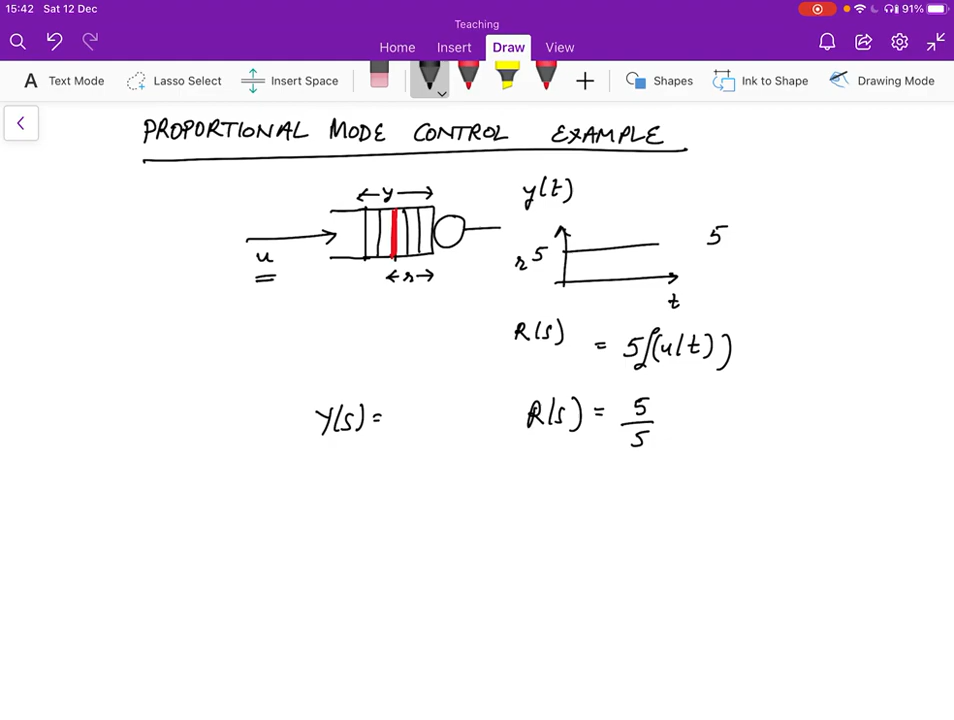 15:42 Sat 12 Dec
91%
Teaching
Home Insert Draw View
A Text Mode Lasso Select Insert Space Shapes Ink to Shape Drawing Mode
PROPORTIONAL MODE CONTROL EXAMPLE
y
y(t)
u
r
r 5
5
t
R(s) = 5 L(u(t))
Y(s) =
R(s) = 5/s